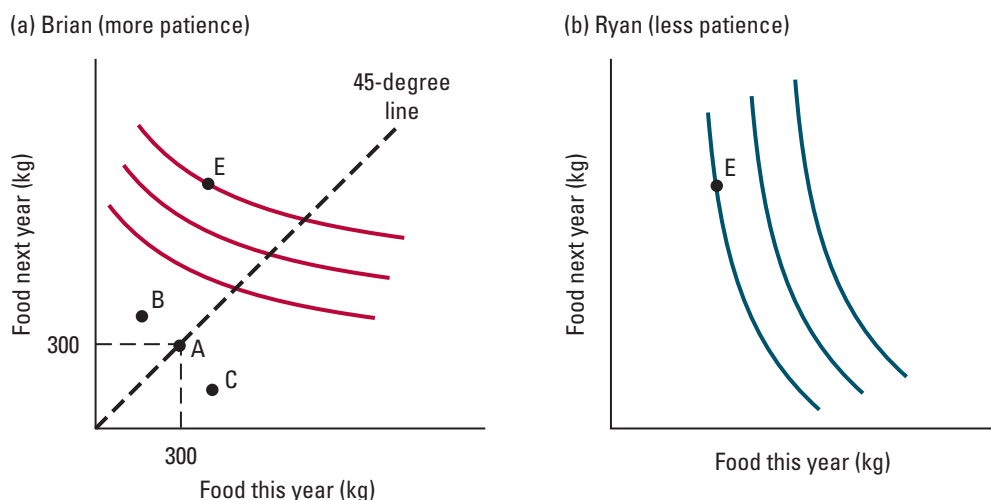 (a) Brian (more patience)
45-degree
line
E
B
A
C
300
300
Food next year (kg)
Food this year (kg)
(b) Ryan (less patience)
E
Food next year (kg)
Food this year (kg)